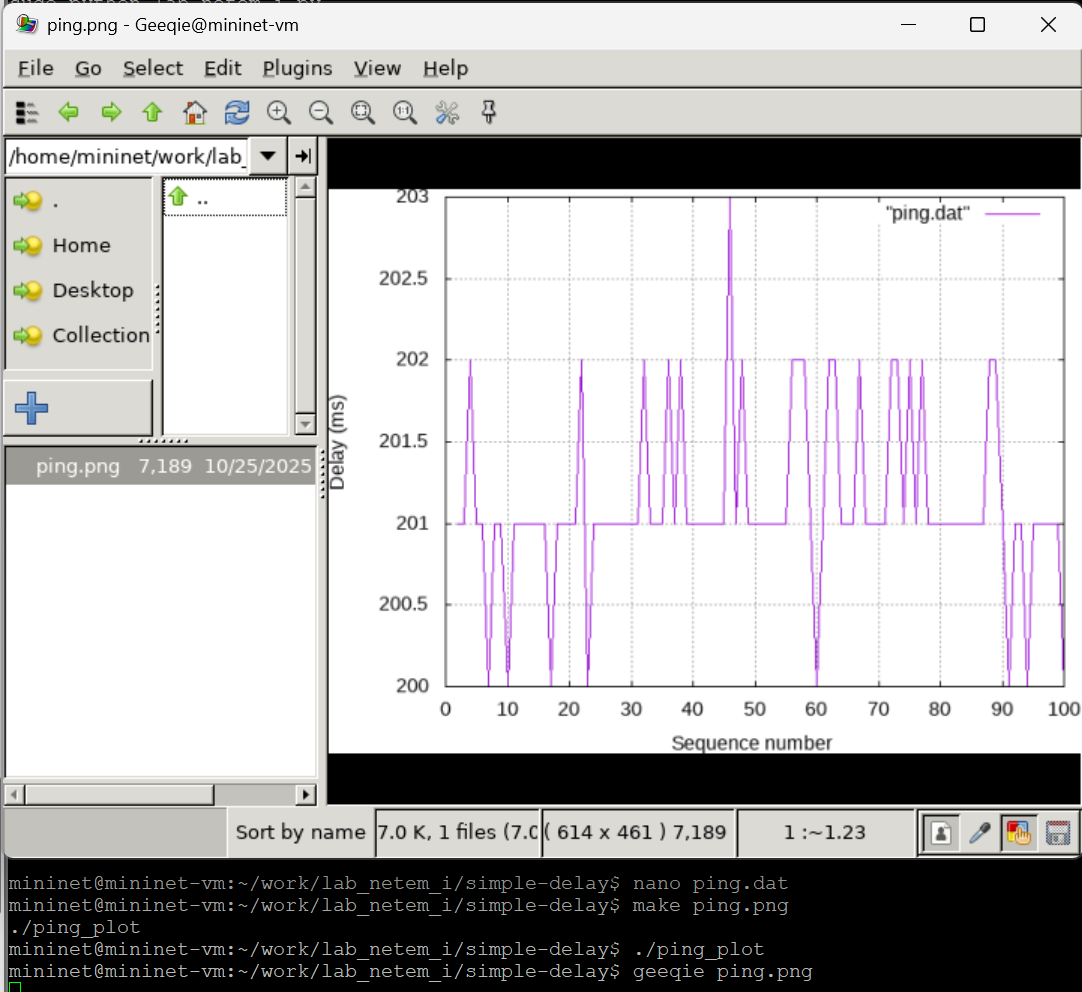 ping.png - Geeqie@mininet-vm
File Go Select Edit Plugins View Help
/home/mininet/work/lab_
.
Home
Desktop
Collection
..
ping.png 7,189 10/25/2025
"ping.dat"
203
202.5
202
201.5
201
200.5
200
Delay (ms)
0 10 20 30 40 50 60 70 80 90 100
Sequence number
Sort by name 7.0 K, 1 files (7.0 ( 614 x 461 ) 7,189 1 :~1.23
mininet@mininet-vm:~/work/lab_netem_i/simple-delay$ nano ping.dat
mininet@mininet-vm:~/work/lab_netem_i/simple-delay$ make ping.png
./ping_plot
mininet@mininet-vm:~/work/lab_netem_i/simple-delay$ ./ping_plot
mininet@mininet-vm:~/work/lab_netem_i/simple-delay$ geeqie ping.png